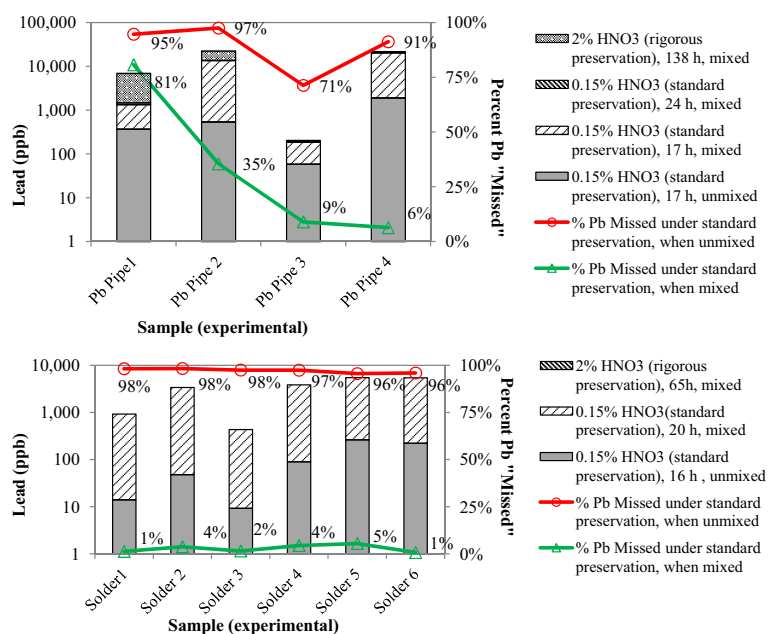 100,000
10,000
1,000
100
10
1
Lead (ppb)
95%
97%
71%
91%
81%
35%
9%
6%
100%
75%
50%
25%
0%
Percent Pb "Missed"
Pb Pipe1
Pb Pipe 2
Pb Pipe 3
Pb Pipe 4
Sample (experimental)
2% HNO3 (rigorous
preservation), 138 h, mixed
0.15% HNO3 (standard
preservation), 24 h, mixed
0.15% HNO3 (standard
preservation), 17 h, mixed
0.15% HNO3 (standard
preservation), 17 h, unmixed
% Pb Missed under standard
preservation, when unmixed
% Pb Missed under standard
preservation, when mixed
10,000
1,000
100
10
1
Lead (ppb)
98%
98%
98%
97%
96%
96%
1%
4%
2%
4%
5%
1%
100%
75%
50%
25%
0%
Percent Pb "Missed"
Solder1
Solder 2
Solder 3
Solder 4
Solder 5
Solder 6
Sample (experimental)
2% HNO3 (rigorous
preservation), 65h, mixed
0.15% HNO3(standard
preservation), 20 h, mixed
0.15% HNO3 (standard
preservation), 16 h , unmixed
% Pb Missed under standard
preservation, when unmixed
% Pb Missed under standard
preservation, when mixed